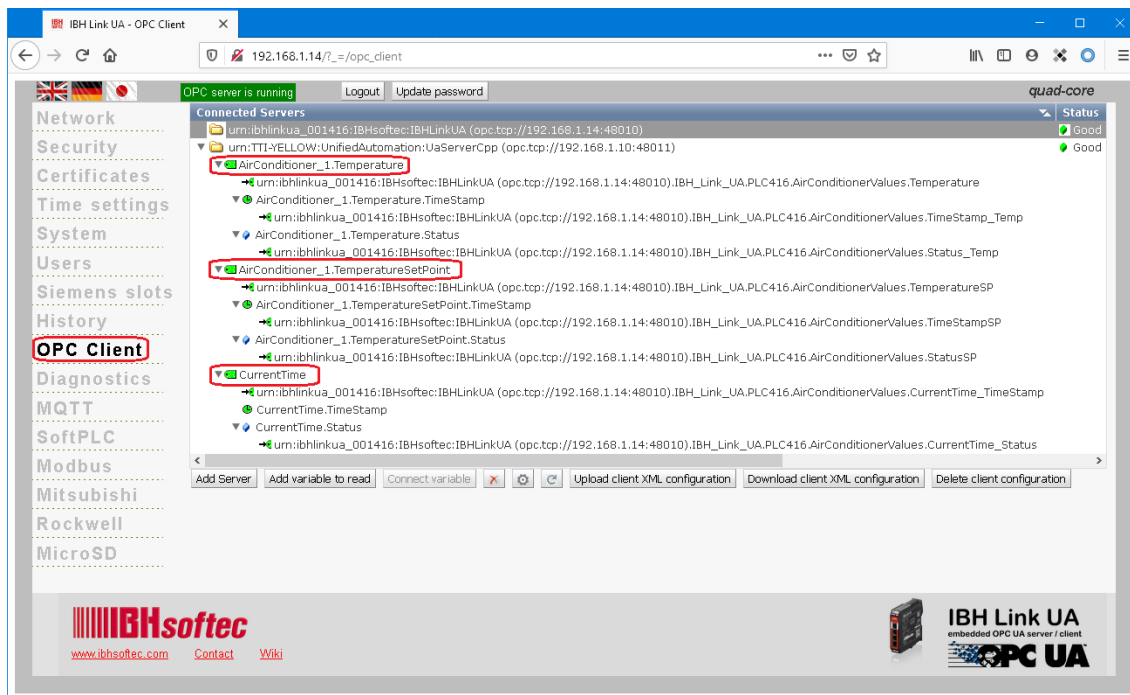 IBH Link UA - OPC Client
192.168.1.14/?_=/opc_client
OPC server is running
Logout
Update password
quad-core
Network
Security
Certificates
Time settings
System
Users
Siemens slots
History
OPC Client
Diagnostics
MQTT
SoftPLC
Modbus
Mitsubishi
Rockwell
MicroSD
Connected Servers
Status
urn:ibhlinkua_001416:IBHsoftec:IBHLinkUA (opc.tcp://192.168.1.14:48010)
Good
urn:TTI-YELLOW:UnifiedAutomation:UaServerCpp (opc.tcp://192.168.1.10:48011)
Good
AirConditioner_1.Temperature
urn:ibhlinkua_001416:IBHsoftec:IBHLinkUA (opc.tcp://192.168.1.14:48010).IBH_Link_UA.PLC416.AirConditionerValues.Temperature
AirConditioner_1.Temperature.TimeStamp
urn:ibhlinkua_001416:IBHsoftec:IBHLinkUA (opc.tcp://192.168.1.14:48010).IBH_Link_UA.PLC416.AirConditionerValues.TimeStamp_Temp
AirConditioner_1.Temperature.Status
urn:ibhlinkua_001416:IBHsoftec:IBHLinkUA (opc.tcp://192.168.1.14:48010).IBH_Link_UA.PLC416.AirConditionerValues.Status_Temp
AirConditioner_1.TemperatureSetPoint
urn:ibhlinkua_001416:IBHsoftec:IBHLinkUA (opc.tcp://192.168.1.14:48010).IBH_Link_UA.PLC416.AirConditionerValues.TemperatureSP
AirConditioner_1.TemperatureSetPoint.TimeStamp
urn:ibhlinkua_001416:IBHsoftec:IBHLinkUA (opc.tcp://192.168.1.14:48010).IBH_Link_UA.PLC416.AirConditionerValues.TimeStampSP
AirConditioner_1.TemperatureSetPoint.Status
urn:ibhlinkua_001416:IBHsoftec:IBHLinkUA (opc.tcp://192.168.1.14:48010).IBH_Link_UA.PLC416.AirConditionerValues.StatusSP
CurrentTime
urn:ibhlinkua_001416:IBHsoftec:IBHLinkUA (opc.tcp://192.168.1.14:48010).IBH_Link_UA.PLC416.AirConditionerValues.CurrentTime_TimeStamp
CurrentTime.TimeStamp
CurrentTime.Status
urn:ibhlinkua_001416:IBHsoftec:IBHLinkUA (opc.tcp://192.168.1.14:48010).IBH_Link_UA.PLC416.AirConditionerValues.CurrentTime_Status
Add Server
Add variable to read
Connect variable
Upload client XML configuration
Download client XML configuration
Delete client configuration
IBHsoftec
www.ibhsoftec.com
Contact
Wiki
IBH Link UA
embedded OPC UA server / client
OPC UA